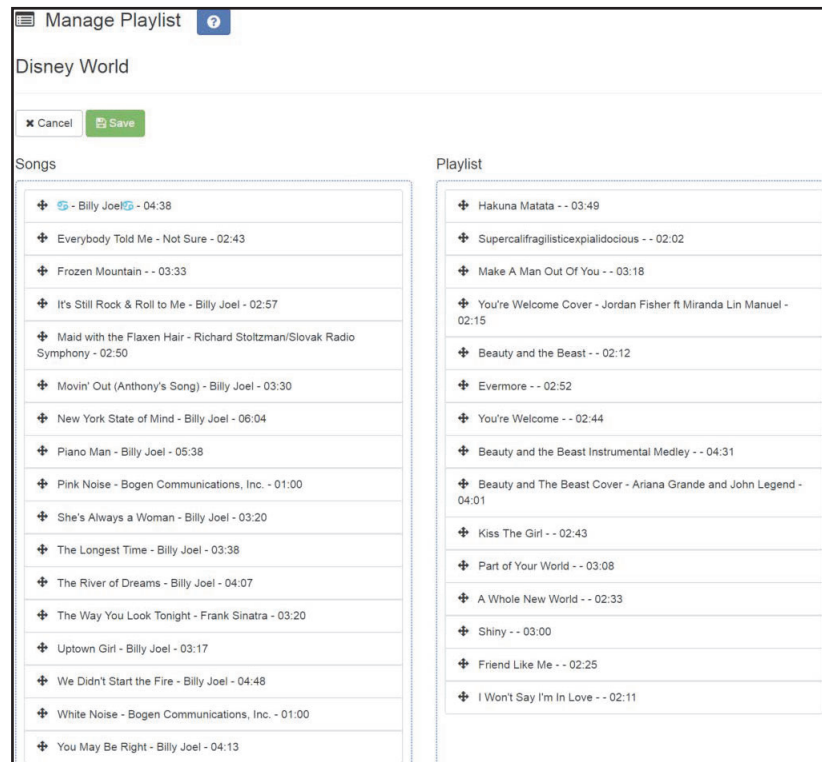 Manage Playlist ?
Disney World
Cancel Save
Songs
♋ - Billy Joel♋ - 04:38
Everybody Told Me - Not Sure - 02:43
Frozen Mountain - - 03:33
It's Still Rock & Roll to Me - Billy Joel - 02:57
Maid with the Flaxen Hair - Richard Stoltzman/Slovak Radio
Symphony - 02:50
Movin' Out (Anthony's Song) - Billy Joel - 03:30
New York State of Mind - Billy Joel - 06:04
Piano Man - Billy Joel - 05:38
Pink Noise - Bogen Communications, Inc. - 01:00
She's Always a Woman - Billy Joel - 03:20
The Longest Time - Billy Joel - 03:38
The River of Dreams - Billy Joel - 04:07
The Way You Look Tonight - Frank Sinatra - 03:20
Uptown Girl - Billy Joel - 03:17
We Didn't Start the Fire - Billy Joel - 04:48
White Noise - Bogen Communications, Inc. - 01:00
You May Be Right - Billy Joel - 04:13
Playlist
Hakuna Matata - - 03:49
Supercalifragilisticexpialidocious - - 02:02
Make A Man Out Of You - - 03:18
You're Welcome Cover - Jordan Fisher ft Miranda Lin Manuel -
02:15
Beauty and the Beast - - 02:12
Evermore - - 02:52
You're Welcome - - 02:44
Beauty and the Beast Instrumental Medley - - 04:31
Beauty and The Beast Cover - Ariana Grande and John Legend -
04:01
Kiss The Girl - - 02:43
Part of Your World - - 03:08
A Whole New World - - 02:33
Shiny - - 03:00
Friend Like Me - - 02:25
I Won't Say I'm In Love - - 02:11